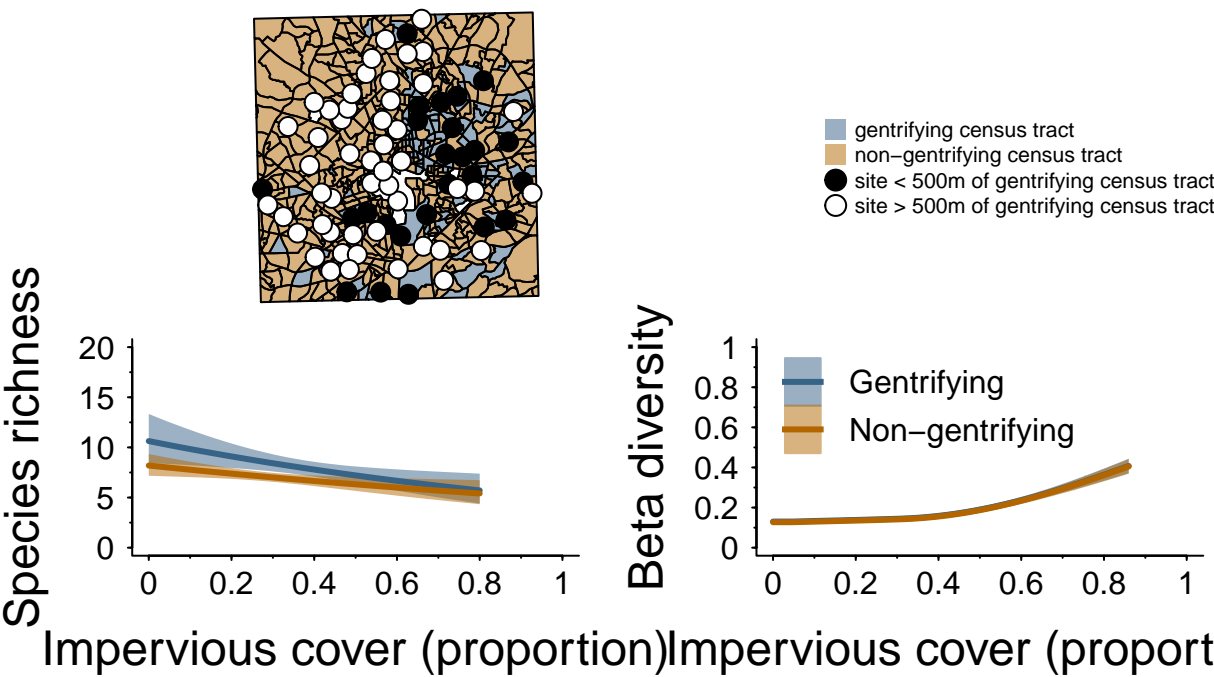 gentrifying census tract
non−gentrifying census tract
site < 500m of gentrifying census tract
site > 500m of gentrifying census tract
Species richness
20
15
10
5
0
0 0.2 0.4 0.6 0.8 1
Impervious cover (proportion)
Beta diversity
1
0.8
0.6
0.4
0.2
0
Gentrifying
Non−gentrifying
0 0.2 0.4 0.6 0.8 1
Impervious cover (proport